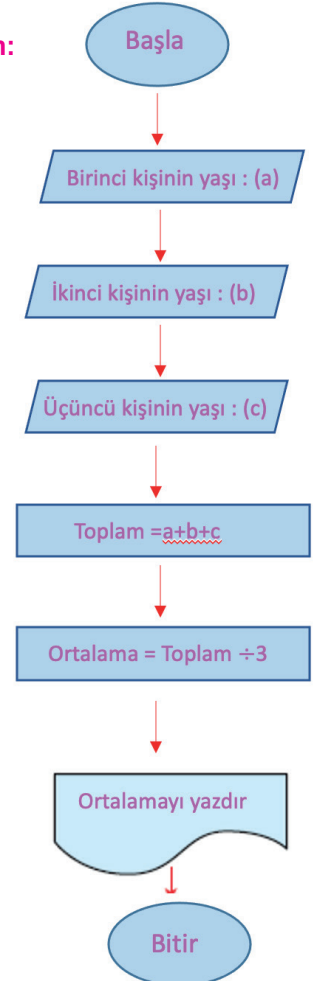 n:
Başla
Birinci kişinin yaşı : (a)
İkinci kişinin yaşı : (b)
Üçüncü kişinin yaşı : (c)
Toplam =a+b+c
Ortalama = Toplam ÷3
Ortalamayı yazdır
Bitir